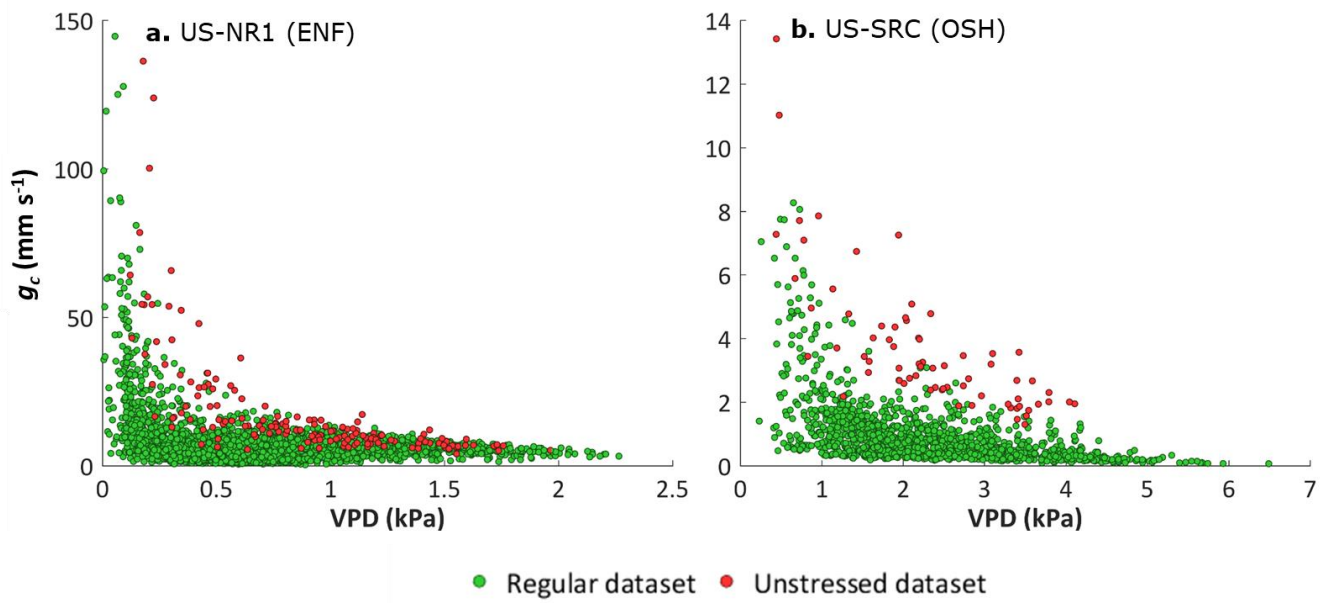 a. US-NR1 (ENF)
150
100
50
0
g_c (mm s⁻¹)
0 0.5 1 1.5 2 2.5
VPD (kPa)
b. US-SRC (OSH)
14
12
10
8
6
4
2
0
0 1 2 3 4 5 6 7
VPD (kPa)
Regular dataset Unstressed dataset